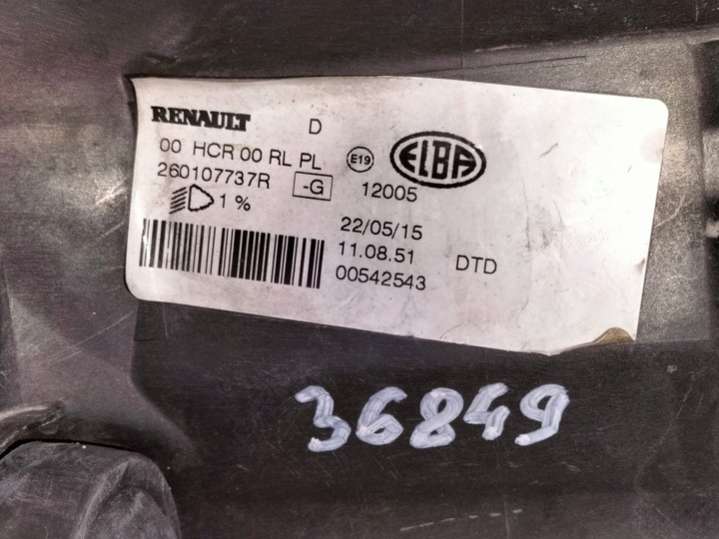 RENAULT D
00 HCR 00 RL PL E19 ELBA
260107737R -G 12005
1 % 22/05/15
11.08.51 DTD
00542543
36849